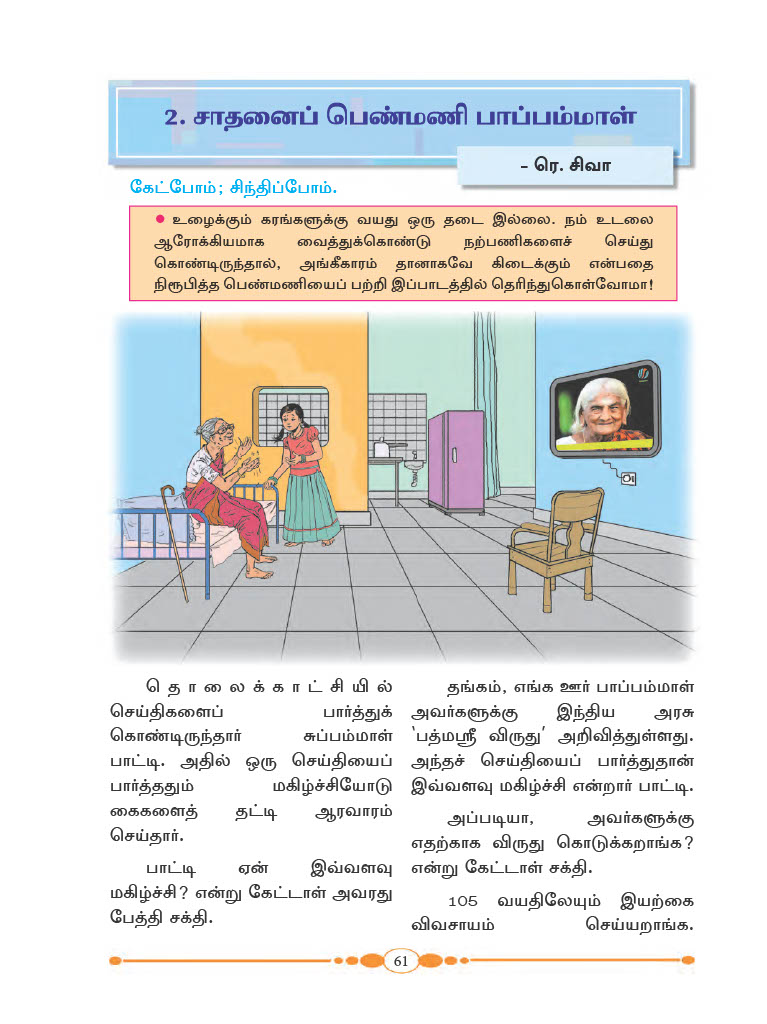 2. சாதனைப் பெண்மணி பாப்பம்மாள்
- ரெ. சிவா
கேட்போம்; சிந்திப்போம்.
● உழைக்கும் கரங்களுக்கு வயது ஒரு தடை இல்லை. நம் உடலை
ஆரோக்கியமாக வைத்துக்கொண்டு நற்பணிகளைச் செய்து
கொண்டிருந்தால், அங்கீகாரம் தானாகவே கிடைக்கும் என்பதை
நிரூபித்த பெண்மணியைப் பற்றி இப்பாடத்தில் தெரிந்துகொள்வோமா!
தொலைக்காட்சியில்
செய்திகளைப் பார்த்துக்
கொண்டிருந்தார் சுப்பம்மாள்
பாட்டி. அதில் ஒரு செய்தியைப்
பார்த்ததும் மகிழ்ச்சியோடு
கைகளைத் தட்டி ஆரவாரம்
செய்தார்.
பாட்டி ஏன் இவ்வளவு
மகிழ்ச்சி? என்று கேட்டாள் அவரது
பேத்தி சக்தி.
தங்கம், எங்க ஊர் பாப்பம்மாள்
அவர்களுக்கு இந்திய அரசு
‘பத்மஸ்ரீ விருது’ அறிவித்துள்ளது.
அந்தச் செய்தியைப் பார்த்துதான்
இவ்வளவு மகிழ்ச்சி என்றார் பாட்டி.
அப்படியா, அவர்களுக்கு
எதற்காக விருது கொடுக்கறாங்க?
என்று கேட்டாள் சக்தி.
105 வயதிலேயும் இயற்கை
விவசாயம் செய்யறாங்க.
61